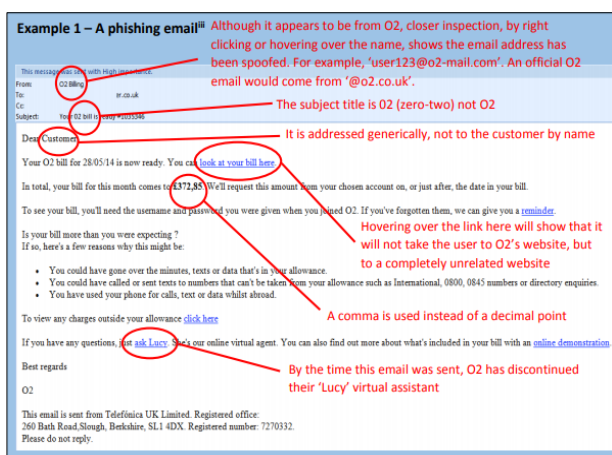 Example 1 – A phishing emailiii
Although it appears to be from O2, closer inspection, by right
clicking or hovering over the name, shows the email address has
been spoofed. For example, ‘user123@o2-mail.com’. An official O2
email would come from ‘@o2.co.uk’.
This message was sent with High importance.
From: O2 Billing
To: er.co.uk
Cc:
Subject: Your 02 bill is ready
The subject title is 02 (zero-two) not O2
Dear Customer
It is addressed generically, not to the customer by name
Your O2 bill for 28/05/14 is now ready. You can look at your bill here.
In total, your bill for this month comes to £372,85. We'll request this amount from your chosen account on, or just after, the date in your bill.
To see your bill, you'll need the username and password you were given when you joined O2. If you've forgotten them, we can give you a reminder.
Hovering over the link here will show that it
will not take the user to O2’s website, but
to a completely unrelated website
Is your bill more than you were expecting ?
If so, here's a few reasons why this might be:
• You could have gone over the minutes, texts or data that's in your allowance.
• You could have called or sent texts to numbers that can't be taken from your allowance such as International, 0800, 0845 numbers or directory enquiries.
• You have used your phone for calls, text or data whilst abroad.
A comma is used instead of a decimal point
To view any charges outside your allowance click here
If you have any questions, just ask Lucy. She's our online virtual agent. You can also find out more about what's included in your bill with an online demonstration.
Best regards
By the time this email was sent, O2 has discontinued
their ‘Lucy’ virtual assistant
O2
This email is sent from Telefónica UK Limited. Registered office:
260 Bath Road,Slough, Berkshire, SL1 4DX. Registered number: 7270332.
Please do not reply.